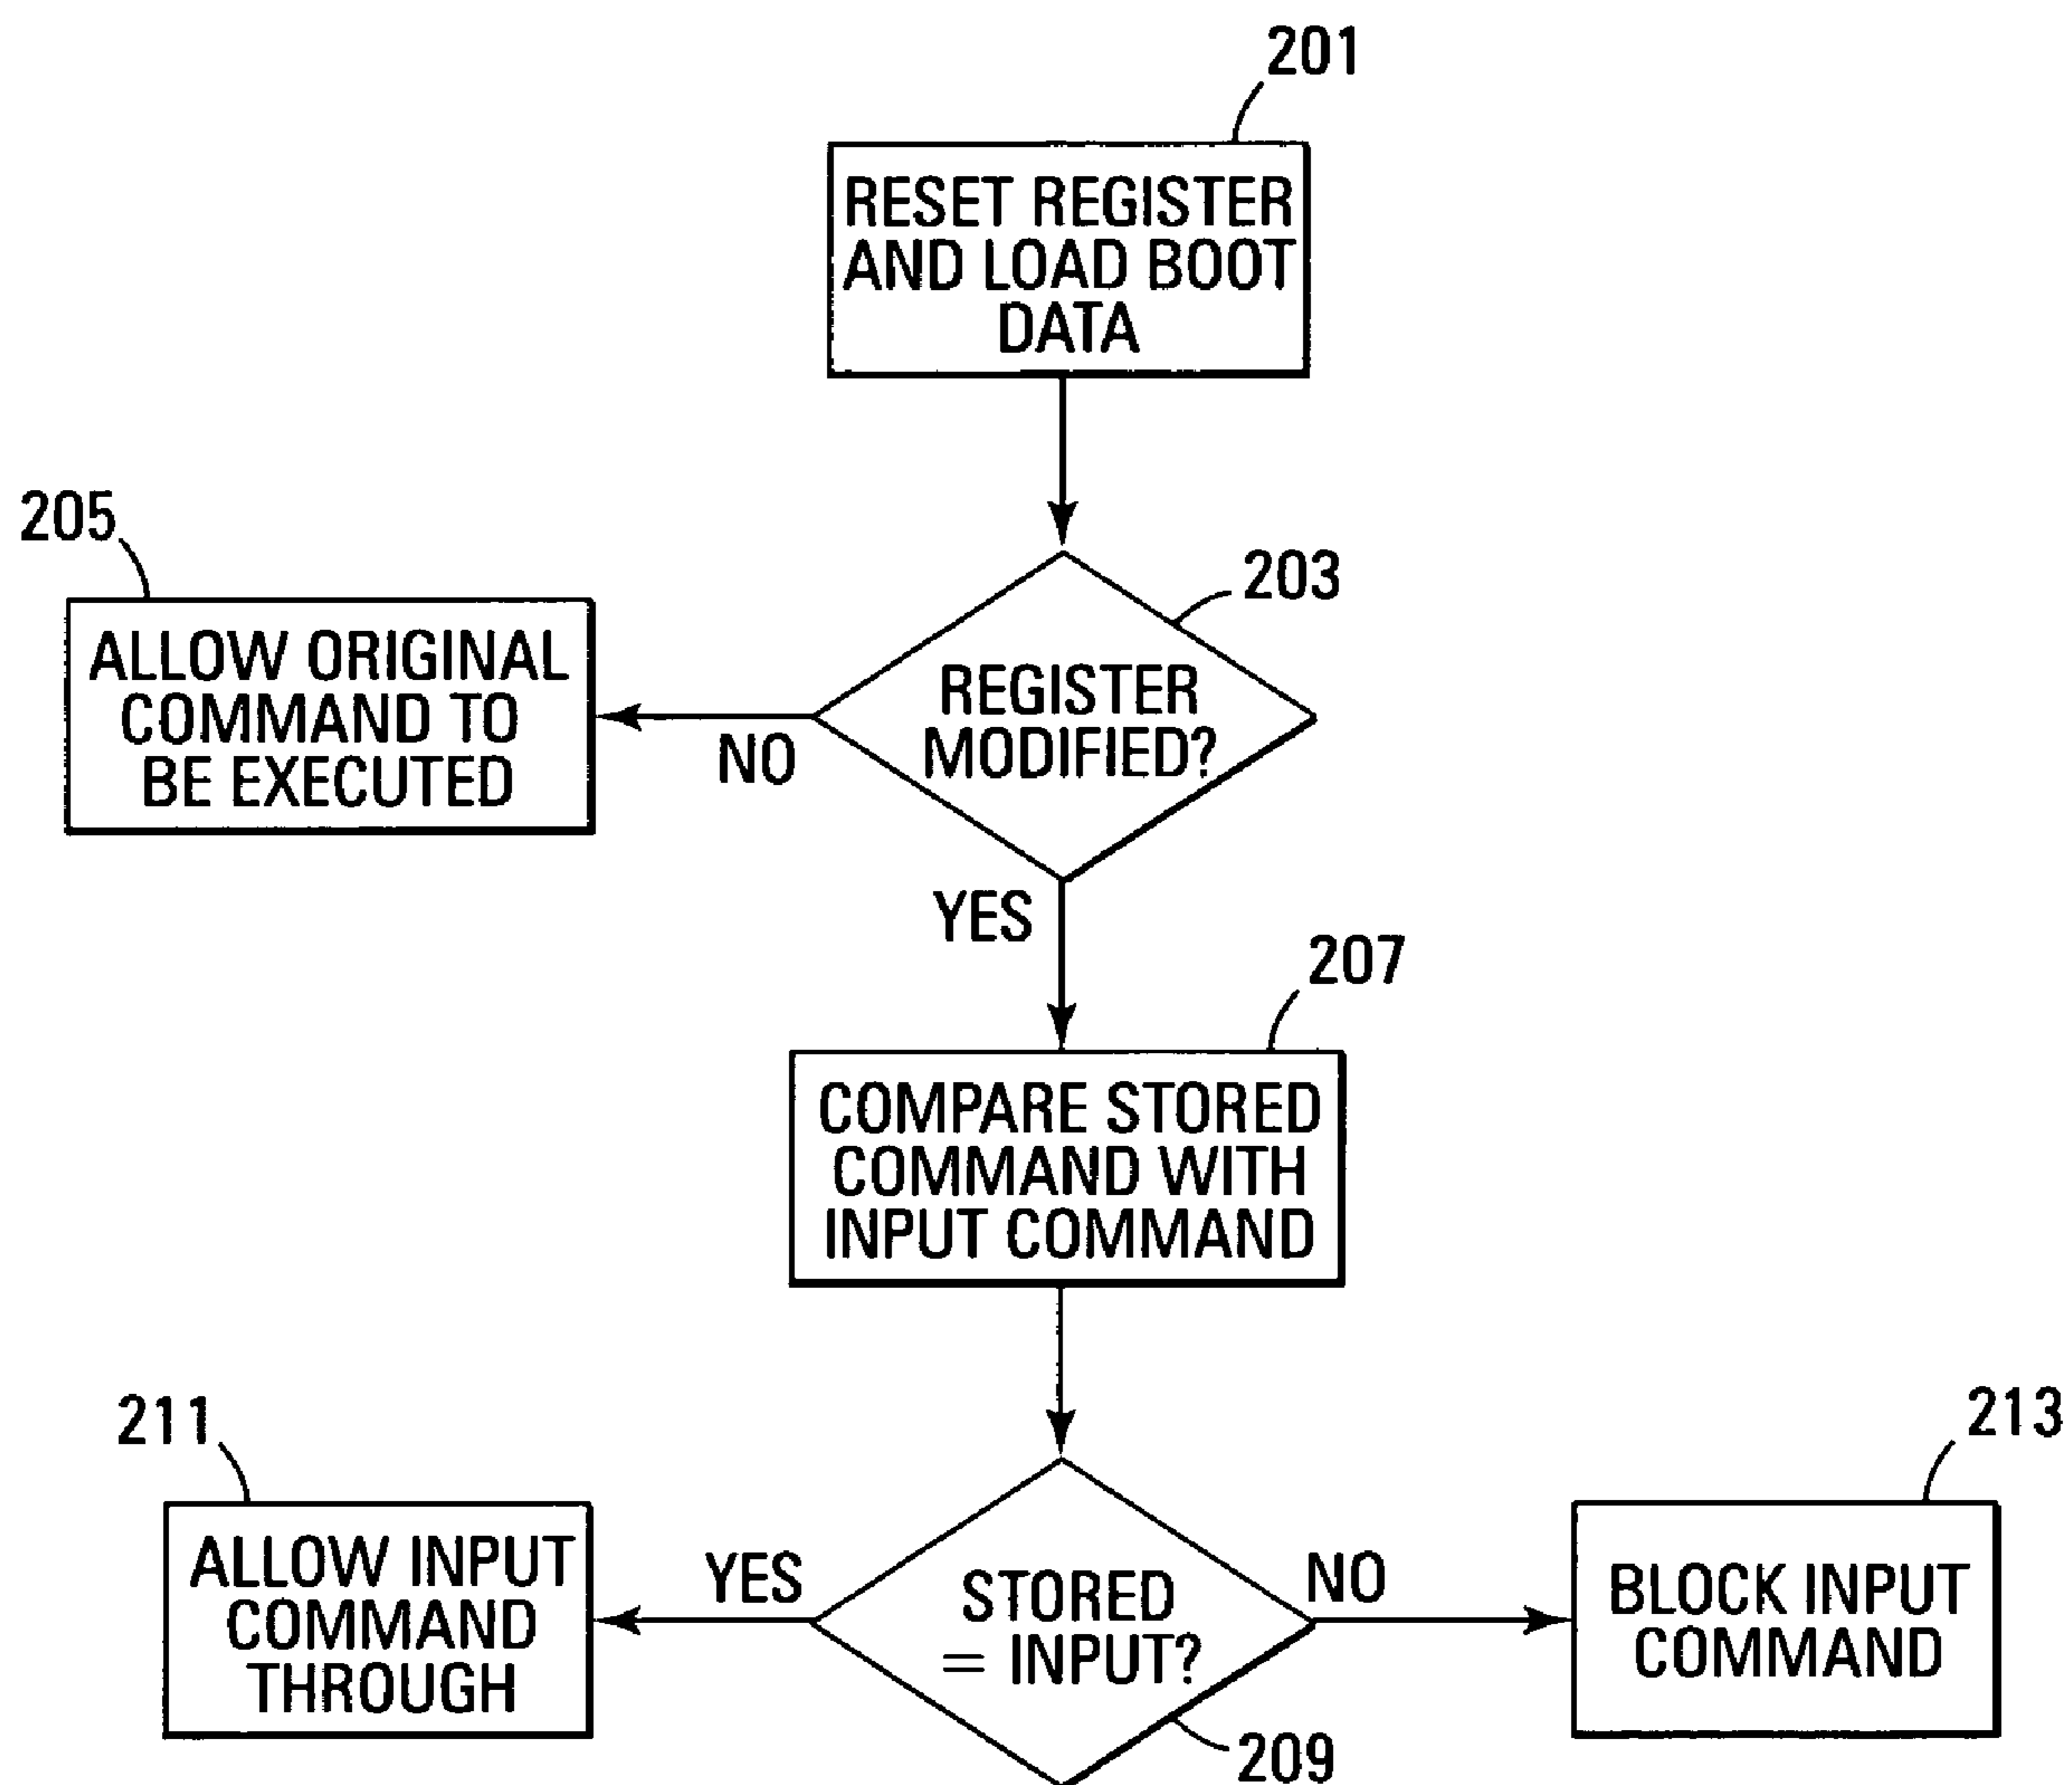 201
RESET REGISTER
AND LOAD BOOT
DATA
205
203
ALLOW ORIGINAL
COMMAND TO
BE EXECUTED
REGISTER
MODIFIED?
NO
YES
207
COMPARE STORED
COMMAND WITH
INPUT COMMAND
211
213
ALLOW INPUT
COMMAND
THROUGH
YES
STORED
= INPUT?
NO
BLOCK INPUT
COMMAND
209